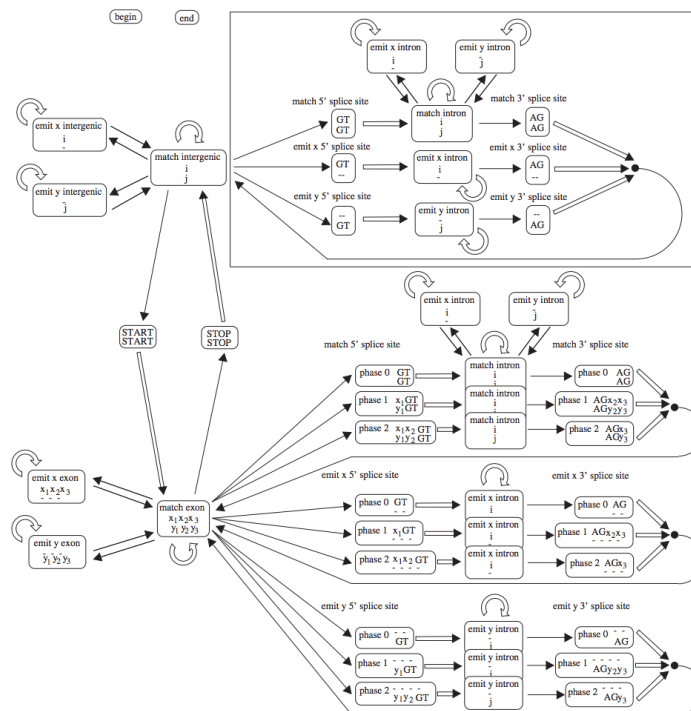 begin
end
emit x intron
i
-
emit y intron
-
j
match 5' splice site
match 3' splice site
emit x intergenic
i
-
match intergenic
i
j
GT
GT
match intron
i
j
AG
AG
emit x 5' splice site
emit x 3' splice site
GT
--
emit x intron
i
-
AG
--
emit y intergenic
-
j
emit y 5' splice site
emit y 3' splice site
--
GT
emit y intron
-
j
--
AG
START
START
STOP
STOP
emit x intron
i
-
emit y intron
-
j
match 5' splice site
match 3' splice site
phase 0 GT
GT
match intron
i
phase 0 AG
AG
phase 1 x1GT
y1GT
match intron
i
phase 1 AGx2x3
AGy2y3
phase 2 x1x2 GT
y1y2 GT
match intron
i
j
phase 2 AGx3
AGy3
emit x 5' splice site
emit x 3' splice site
emit x exon
x1x2x3
- - -
match exon
x1x2x3
y1 y2 y3
phase 0 GT
- -
emit x intron
i
phase 0 AG
- -
phase 1 x1GT
- - -
emit x intron
i
phase 1 AGx2x3
- - - -
emit y exon
- - -
y1y2y3
phase 2 x1x2 GT
- - - -
emit x intron
i
-
phase 2 AGx3
- - -
emit y 5' splice site
emit y 3' splice site
phase 0 - -
GT
emit y intron
-
phase 0 - -
AG
phase 1 - - -
y1GT
emit y intron
-
phase 1 - - - -
AGy2y3
phase 2 - - - -
y1y2 GT
emit y intron
-
j
phase 2 - - -
AGy3